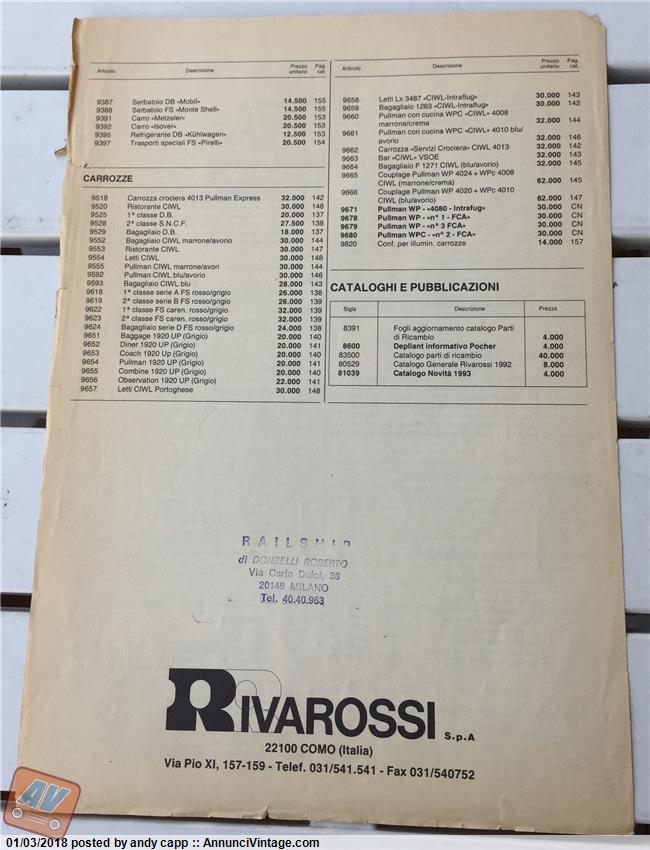 Articolo Descrizione Prezzo unitario Pag. cat.
9387 Serbatoio DB «Mobil» 14.500 155
9388 Serbatoio FS «Monte Shell» 14.500 155
9391 Carro «Metzeler» 20.500 153
9392 Carro «Isover» 20.500 153
9395 Refrigerante DB «Kühlwagen» 12.500 153
9397 Trasporti speciali FS «Pirelli» 20.500 154
CARROZZE
9518 Carrozza crociera 4013 Pullman Express 32.000 142
9520 Ristorante CIWL 30.000 148
9525 1ª classe D.B. 20.000 137
9528 2ª classe S.N.C.F. 27.500 138
9529 Bagagliaio D.B. 18.000 137
9552 Bagagliaio CIWL marrone/avorio 30.000 144
9553 Ristorante CIWL 30.000 147
9554 Letti CIWL 30.000 148
9555 Pullman CIWL marrone/avori 30.000 144
9592 Pullman CIWL blu/avorio 30.000 146
9593 Bagagliaio CIWL blu 28.000 143
9618 1ª classe serie A FS rosso/grigio 26.000 138
9619 2ª classe serie B FS rosso/grigio 26.000 139
9622 1ª classe FS caren. rosso/grigio 32.000 139
9623 2ª classe FS caren. rosso/grigio 32.000 139
9624 Bagagliaio serie D FS rosso/grigio 24.000 138
9651 Baggage 1920 UP (Grigio) 20.000 140
9652 Diner 1920 UP (Grigio) 20.000 141
9653 Coach 1920 Up (Grigio) 20.000 140
9654 Pullman 1920 UP (Grigio) 20.000 141
9655 Combine 1920 UP (Grigio) 20.000 140
9656 Observation 1920 UP (Grigio) 22.000 141
9657 Letti CIWL Portoghese 30.000 148
Articolo Descrizione Prezzo unitario Pag. cat.
9658 Letti Lx 3487 «CIWL-Intraflug» 30.000 143
9659 Bagagliaio 1283 «CIWL-Intraflug» 30.000 142
9660 Pullman con cucina WPC «CIWL» 4008
marrone/crema 32.000 144
9661 Pullman con cucina WPC «CIWL» 4010 blu/
avorio 32.000 146
9662 Carrozza «Servizi Crociera» CIWL 4013 32.000 142
9663 Bar «CIWL» VSOE 32.000 143
9664 Bagagliaio F 1271 CIWL (blu/avorio) 32.000 145
9665 Couplage Pullman WP 4024 + WPc 4008
CIWL (marrone/crema) 62.000 145
9666 Couplage Pullman WP 4020 + WPc 4010
CIWL (blu/avorio) 62.000 147
9671 Pullman WP - «4080 - Intrafug» 30.000 CN
9678 Pullman WP - «n° 1 - FCA» 30.000 CN
9679 Pullman WP - «n° 3 FCA» 30.000 CN
9680 Pullman WPC - «n° 2 - FCA» 30.000 CN
9820 Conf. per illumin. carrozze 14.000 157
CATALOGHI E PUBBLICAZIONI
Sigla Descrizione Prezzo
8391 Fogli aggiornamento catalogo Parti
di Ricambio 4.000
8600 Depliant informativo Pocher 4.000
83500 Catalogo parti di ricambio 40.000
80529 Catalogo Generale Rivarossi 1992 8.000
81039 Catalogo Novità 1993 4.000
RAILSHIP
di DONZELLI ROBERTO
Via Carlo Dolci, 38
20148 MILANO
Tel. 40.40.963
RIVAROSSI S.p.A
22100 COMO (Italia)
Via Pio XI, 157-159 - Telef. 031/541.541 - Fax 031/540752
AV
01/03/2018 posted by andy capp :: AnnunciVintage.com